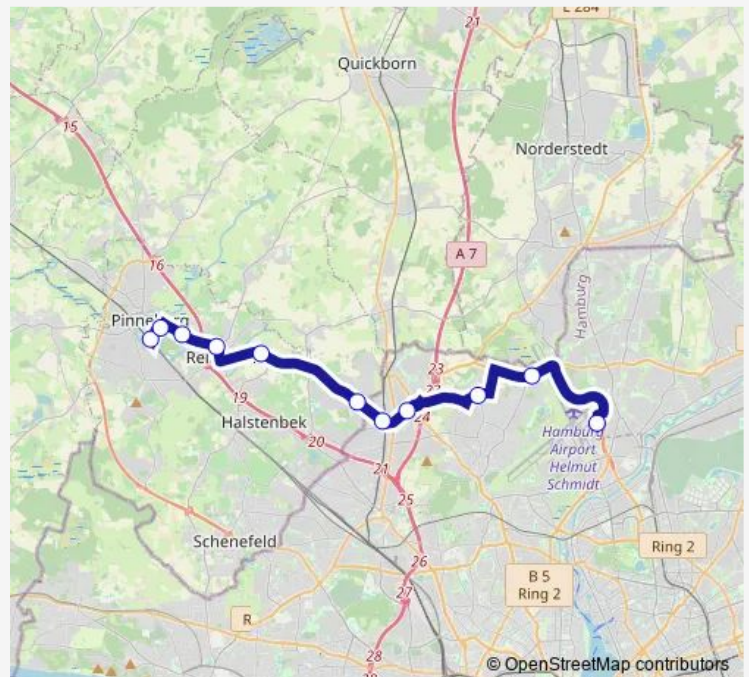 21
L 284
Quickborn
15
Norderstedt
A 7
16
Hamburg
Pinneberg
Rel
19
23
24
Halstenbek
20
Hamburg
Airport
Helmut
Schmidt
21
25
Schenefeld
Ring 2
26
B 5
Ring 2
27
R
28
© OpenStreetMap contributors